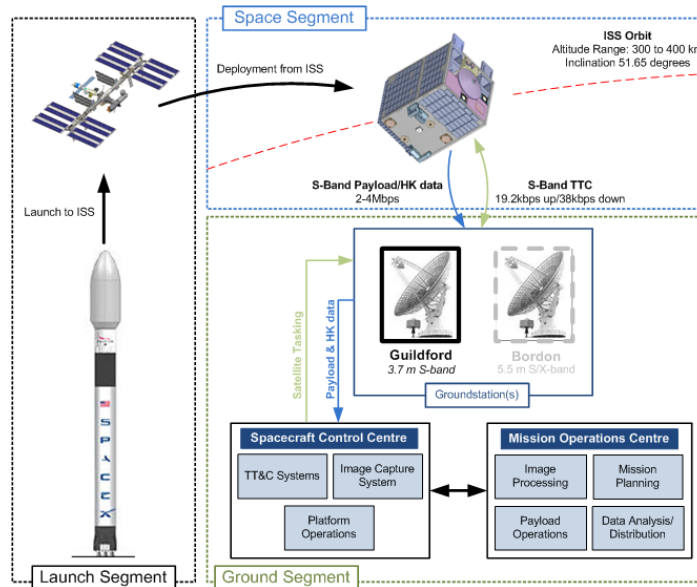 Space Segment
ISS Orbit
Altitude Range: 300 to 400 km
Inclination 51.65 degrees
Deployment from ISS
S-Band Payload/HK data
2-4Mbps
S-Band TTC
19.2kbps up/38kbps down
Launch to ISS
SPACEX
Guildford
3.7 m S-band
Bordon
5.5 m S/X-band
Groundstation(s)
Satellite Tasking
Payload & HK data
Spacecraft Control Centre
TT&C Systems
Image Capture
System
Platform
Operations
Mission Operations Centre
Image
Processing
Mission
Planning
Payload
Operations
Data Analysis/
Distribution
Launch Segment
Ground Segment